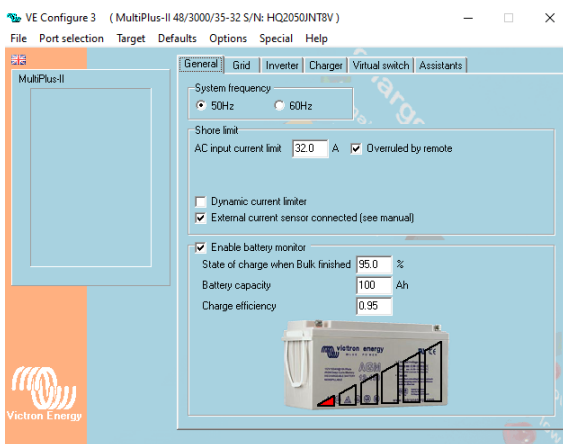 VE Configure 3 ( MultiPlus-II 48/3000/35-32 S/N: HQ2050JNT8V )
File Port selection Target Defaults Options Special Help
MultiPlus-II
General Grid Inverter Charger Virtual switch Assistants
System frequency
50Hz 60Hz
Shore limit
AC input current limit 32.0 A Overruled by remote
Dynamic current limiter
External current sensor connected (see manual)
Enable battery monitor
State of charge when Bulk finished 95.0 %
Battery capacity 100 Ah
Charge efficiency 0.95
victron energy
BLUE POWER
AGM
Victron Energy